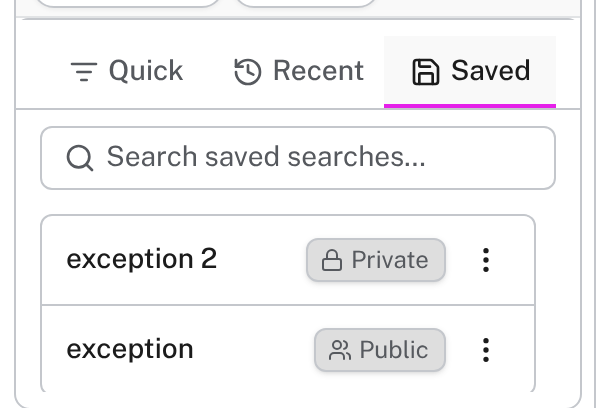 Quick Recent Saved
Search saved searches...
exception 2 Private
exception Public